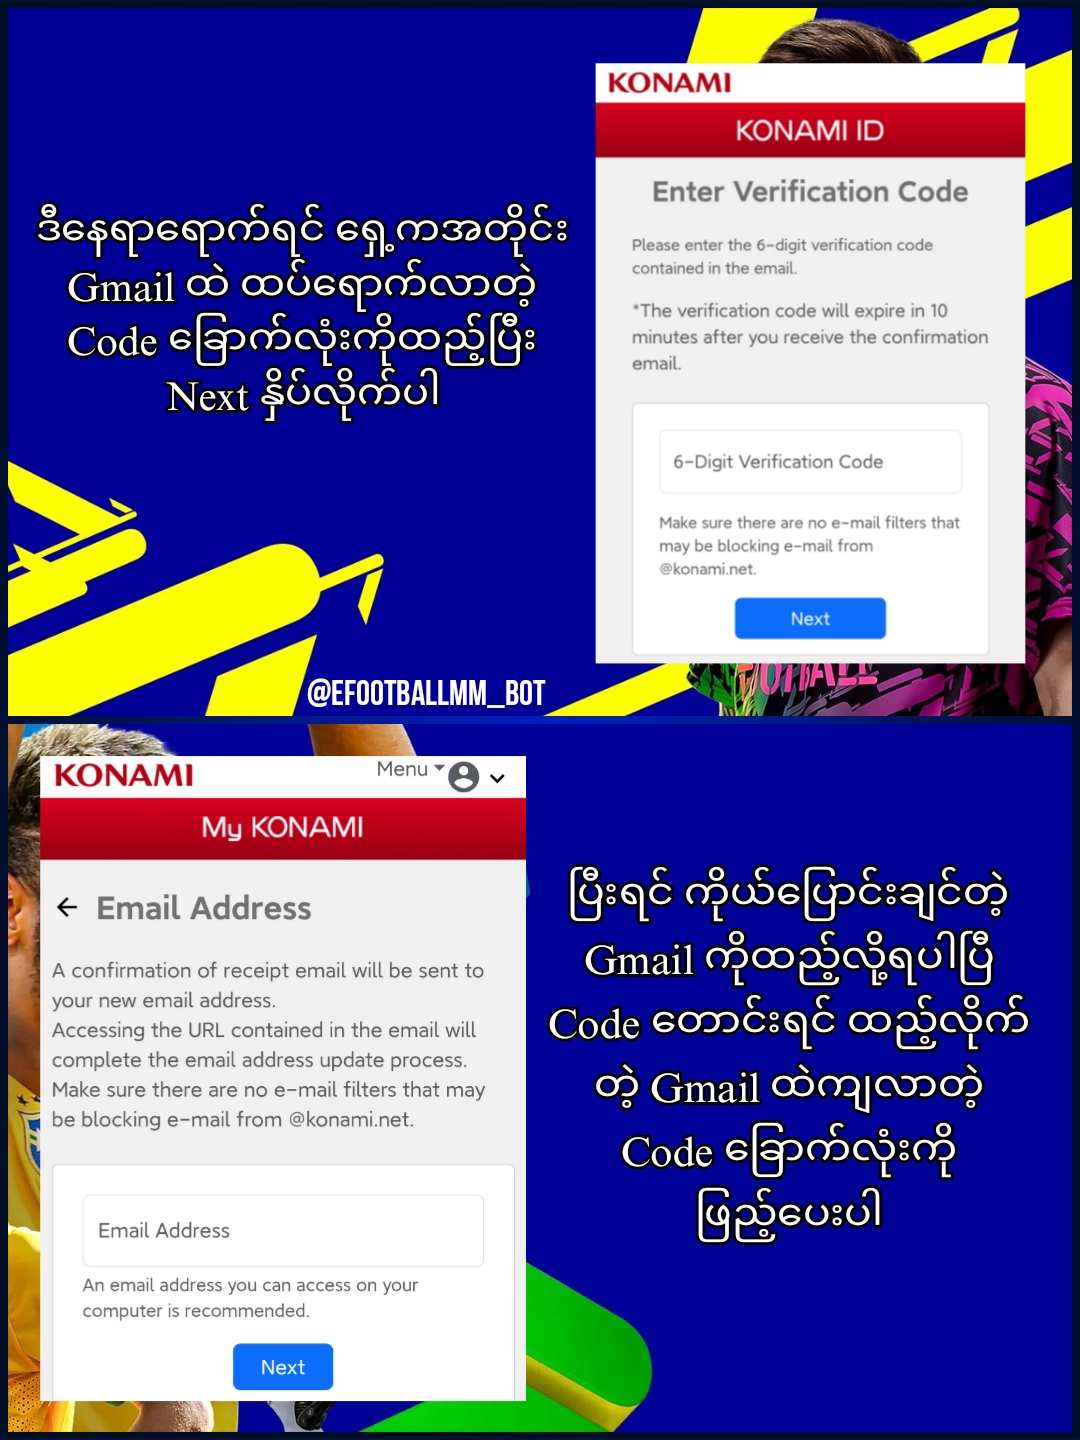 ဒီနေရာရောက်ရင် ရှေ့ကအတိုင်း
Gmail ထဲ ထပ်ရောက်လာတဲ့
Code ခြောက်လုံးကိုထည့်ပြီး
Next နှိပ်လိုက်ပါ
KONAMI
KONAMI ID
Enter Verification Code
Please enter the 6-digit verification code
contained in the email.
*The verification code will expire in 10
minutes after you receive the confirmation
email.
6-Digit Verification Code
Make sure there are no e-mail filters that
may be blocking e-mail from
@konami.net.
Next
@EFOOTBALLMM_BOT
KONAMI
Menu
My KONAMI
Email Address
A confirmation of receipt email will be sent to
your new email address.
Accessing the URL contained in the email will
complete the email address update process.
Make sure there are no e-mail filters that may
be blocking e-mail from @konami.net.
Email Address
An email address you can access on your
computer is recommended.
Next
ပြီးရင် ကိုယ်ပြောင်းချင်တဲ့
Gmail ကိုထည့်လို့ရပါပြီ
Code တောင်းရင် ထည့်လိုက်
တဲ့ Gmail ထဲကျလာတဲ့
Code ခြောက်လုံးကို
ဖြည့်ပေးပါ